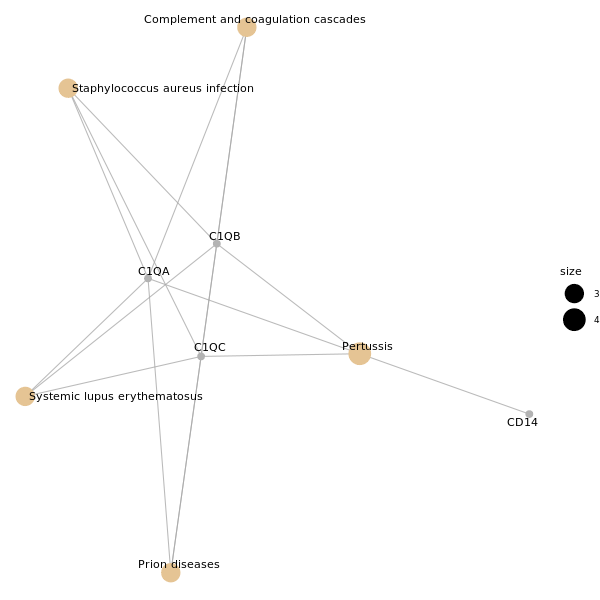 Complement and coagulation cascades
Staphylococcus aureus infection
C1QB
C1QA
size
3
4
C1QC
Pertussis
Systemic lupus erythematosus
CD14
Prion diseases